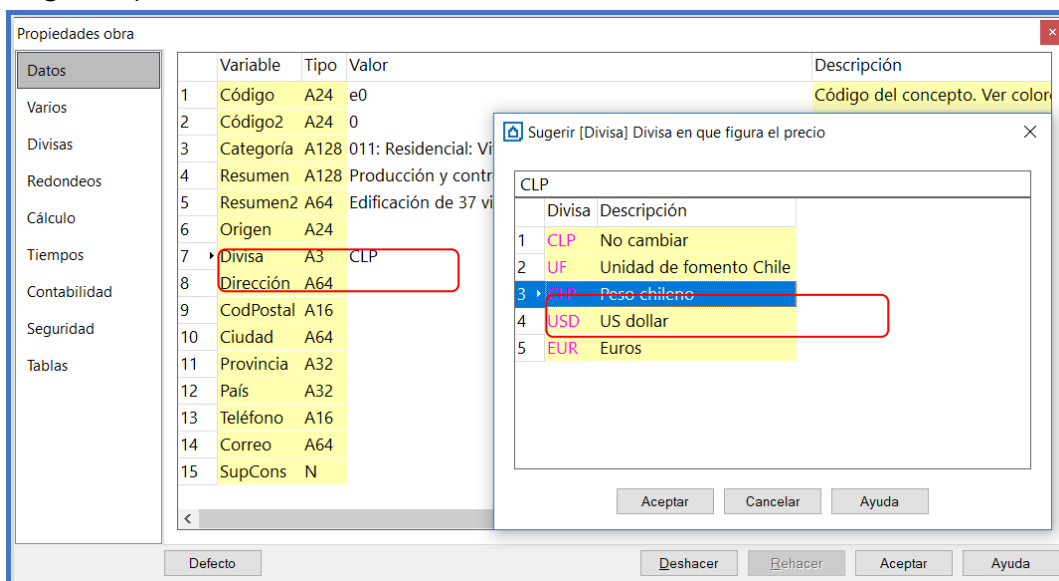 Propiedades obra
Datos
Varios
Divisas
Redondeos
Cálculo
Tiempos
Contabilidad
Seguridad
Tablas
Variable Tipo Valor Descripción
1 Código A24 e0 Código del concepto. Ver color
2 Código2 A24 0
3 Categoría A128 011: Residencial: Vi
4 Resumen A128 Producción y contr
5 Resumen2 A64 Edificación de 37 vi
6 Origen A24
7 Divisa A3 CLP
8 Dirección A64
9 CodPostal A16
10 Ciudad A64
11 Provincia A32
12 País A32
13 Teléfono A16
14 Correo A64
15 SupCons N
Sugerir [Divisa] Divisa en que figura el precio
CLP
Divisa Descripción
1 CLP No cambiar
2 UF Unidad de fomento Chile
3 CLP Peso chileno
4 USD US dollar
5 EUR Euros
Aceptar Cancelar Ayuda
Defecto Deshacer Rehacer Aceptar Ayuda